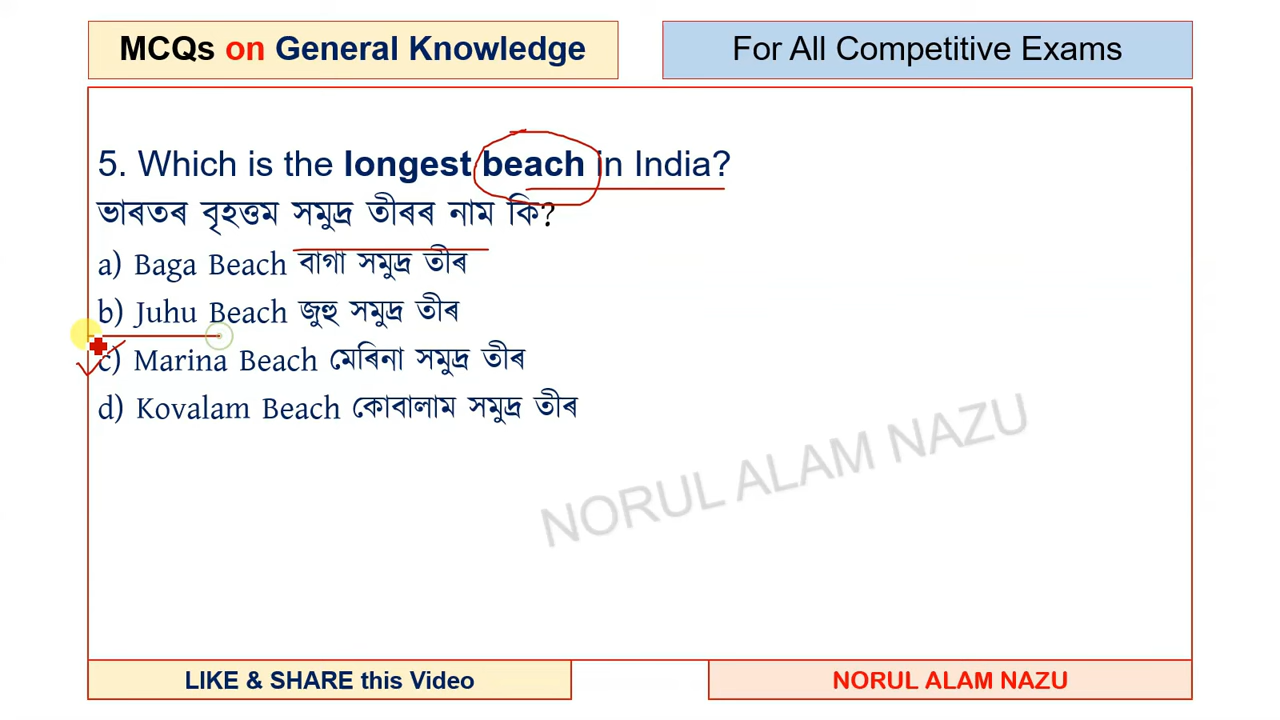 MCQs on General Knowledge
For All Competitive Exams
5. Which is the longest beach in India?
ভাৰতৰ বৃহত্তম সমুদ্ৰ তীৰৰ নাম কি?
a) Baga Beach বাগা সমুদ্ৰ তীৰ
b) Juhu Beach জুহু সমুদ্ৰ তীৰ
c) Marina Beach মেৰিনা সমুদ্ৰ তীৰ
d) Kovalam Beach কোবালাম সমুদ্ৰ তীৰ
NORUL ALAM NAZU
LIKE & SHARE this Video
NORUL ALAM NAZU